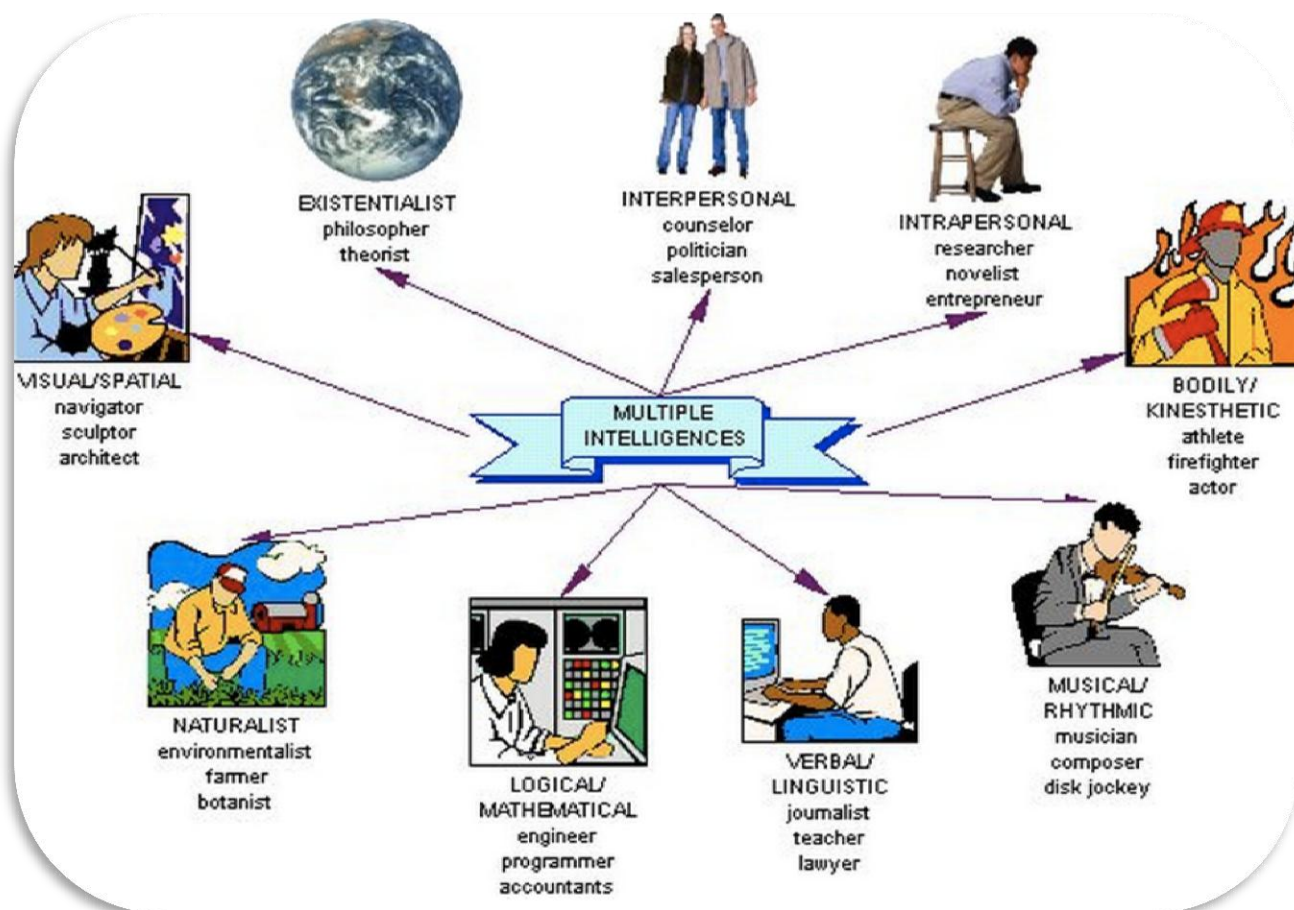 EXISTENTIALIST
philosopher
theorist
INTERPERSONAL
counselor
politician
salesperson
INTRAPERSONAL
researcher
novelist
entrepreneur
VISUAL/SPATIAL
navigator
sculptor
architect
MULTIPLE
INTELLIGENCES
BODILY/
KINESTHETIC
athlete
firefighter
actor
NATURALIST
environmentalist
farmer
botanist
LOGICAL/
MATHEMATICAL
engineer
programmer
accountants
VERBAL/
LINGUISTIC
journalist
teacher
lawyer
MUSICAL/
RHYTHMIC
musician
composer
disk jockey